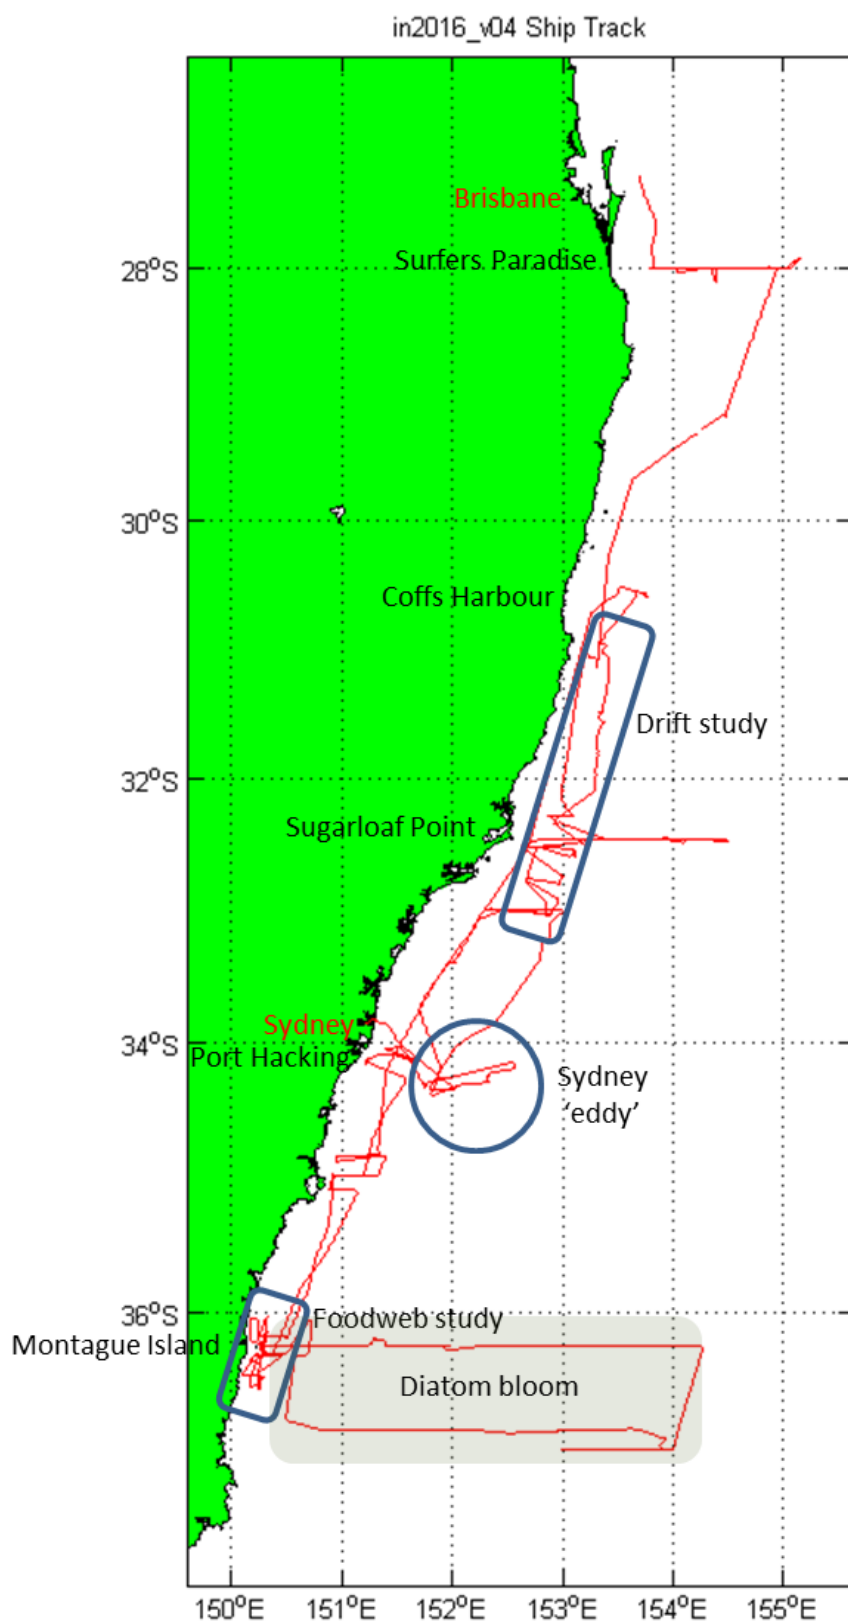 in2016_v04 Ship Track
Brisbane
Surfers Paradise
28°S
30°S
Coffs Harbour
Drift study
32°S
Sugarloaf Point
Sydney
34°S
Port Hacking
Sydney
‘eddy’
36°S
Foodweb study
Montague Island
Diatom bloom
150°E 151°E 152°E 153°E 154°E 155°E